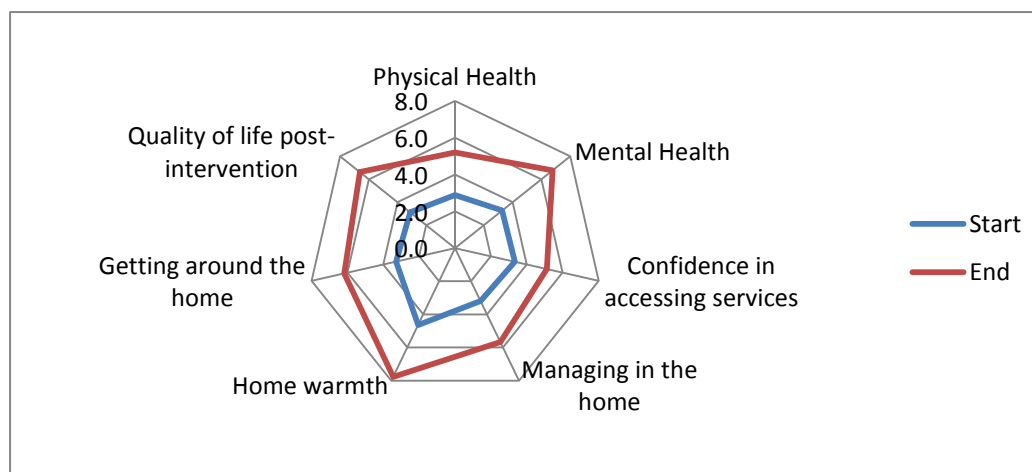 Physical Health
8.0
6.0
4.0
2.0
0.0
Quality of life post-
intervention
Mental Health
Getting around the
home
Confidence in
accessing services
Home warmth
Managing in the
home
Start
End